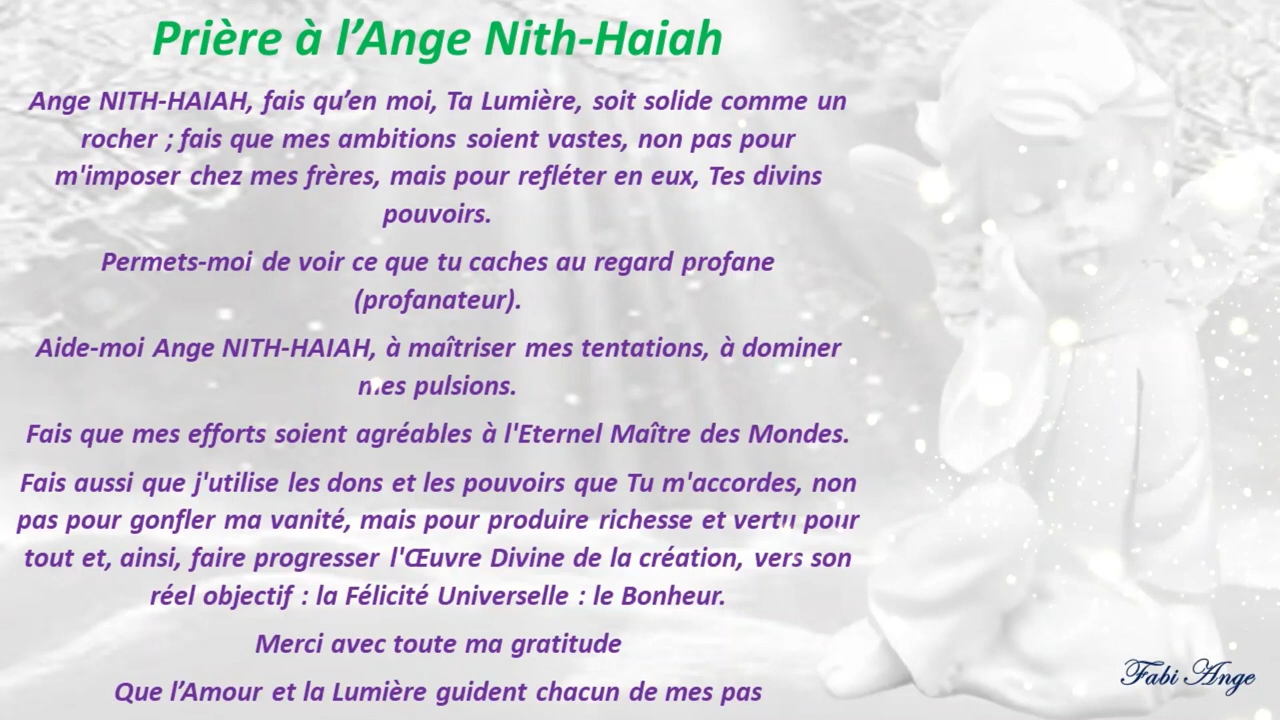 Prière à l’Ange Nith-Haiah
Ange NITH-HAIAH, fais qu’en moi, Ta Lumière, soit solide comme un
rocher ; fais que mes ambitions soient vastes, non pas pour
m'imposer chez mes frères, mais pour refléter en eux, Tes divins
pouvoirs.
Permets-moi de voir ce que tu caches au regard profane
(profanateur).
Aide-moi Ange NITH-HAIAH, à maîtriser mes tentations, à dominer
mes pulsions.
Fais que mes efforts soient agréables à l'Eternel Maître des Mondes.
Fais aussi que j'utilise les dons et les pouvoirs que Tu m'accordes, non
pas pour gonfler ma vanité, mais pour produire richesse et vertu pour
tout et, ainsi, faire progresser l'Œuvre Divine de la création, vers son
réel objectif : la Félicité Universelle : le Bonheur.
Merci avec toute ma gratitude
Que l’Amour et la Lumière guident chacun de mes pas
Fabi Ange